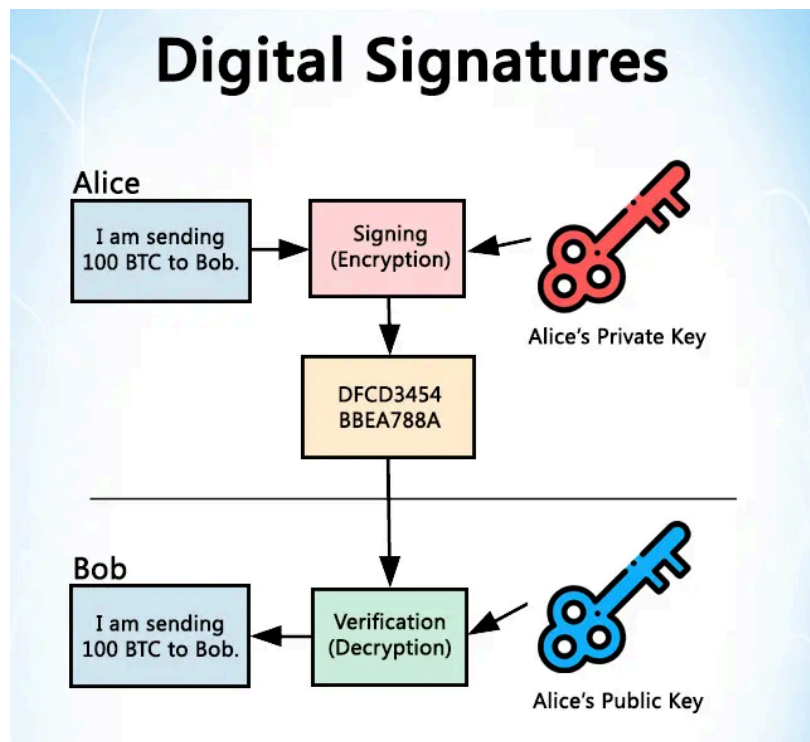 Digital Signatures
Alice
I am sending
100 BTC to Bob.
Signing
(Encryption)
Alice's Private Key
DFCD3454
BBEA788A
Bob
I am sending
100 BTC to Bob.
Verification
(Decryption)
Alice's Public Key